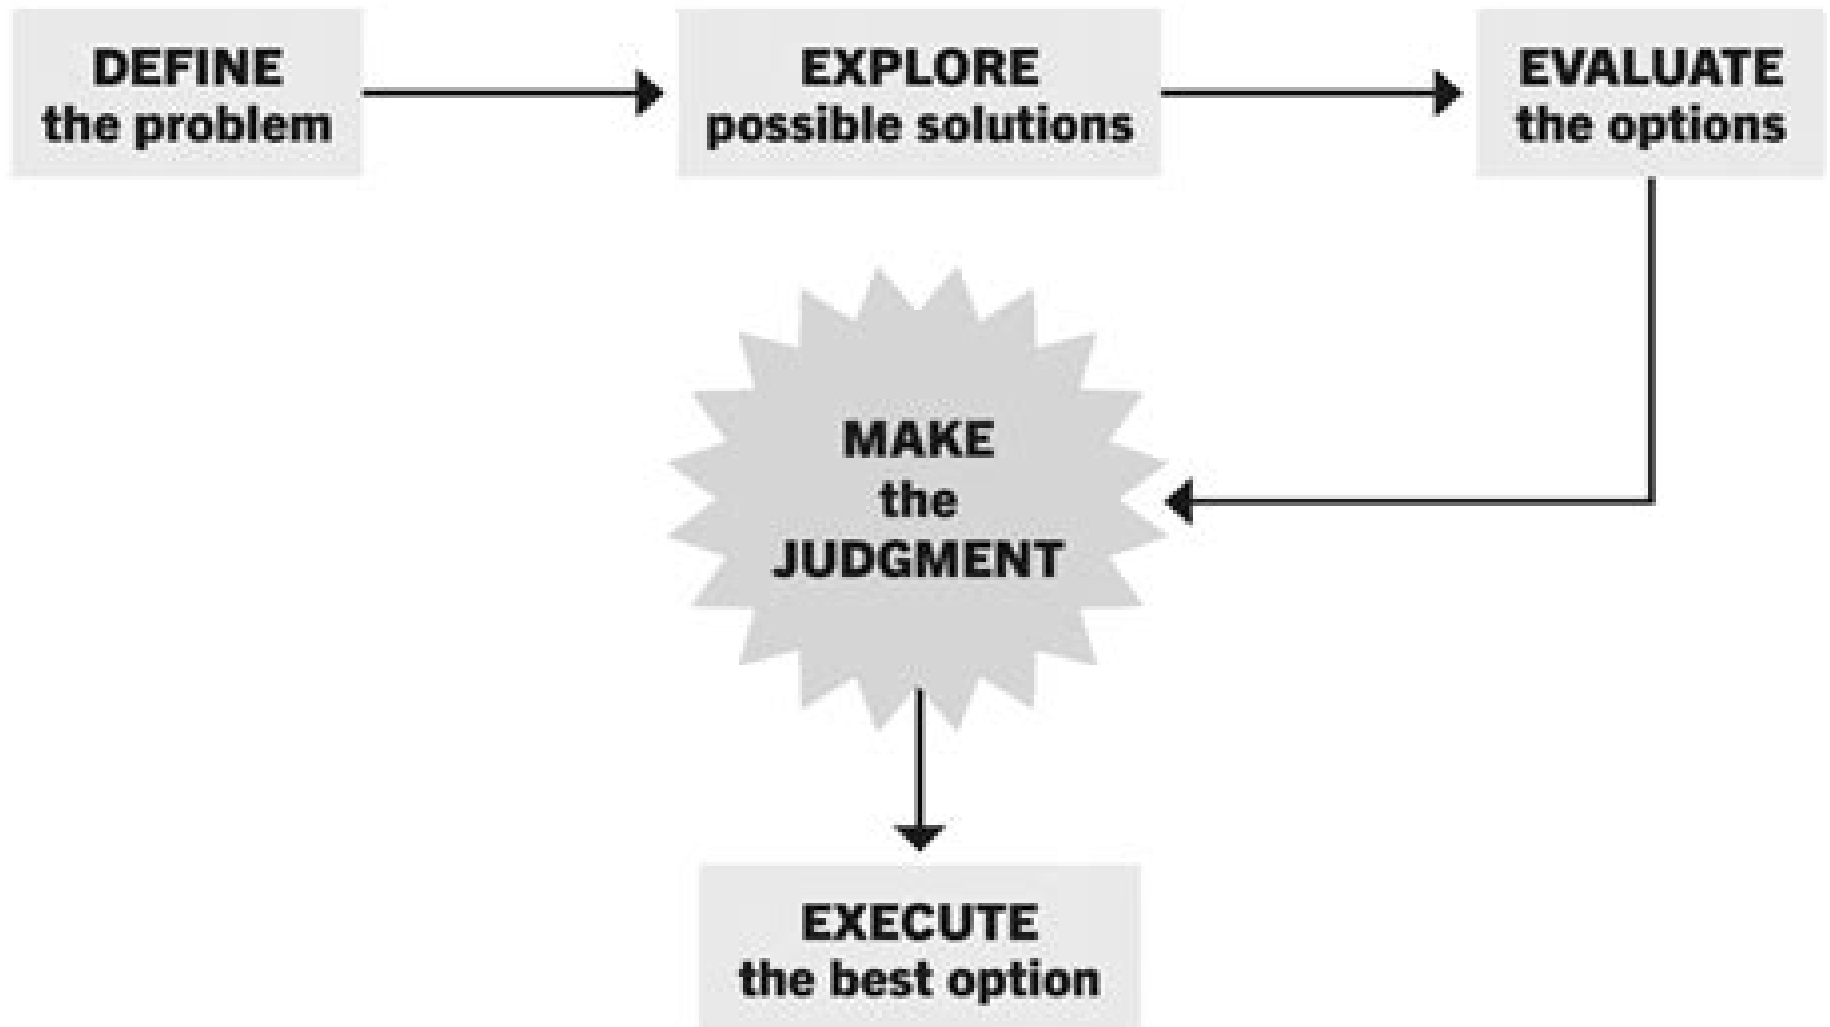 DEFINE
the problem
EXPLORE
possible solutions
EVALUATE
the options
MAKE
the
JUDGMENT
EXECUTE
the best option